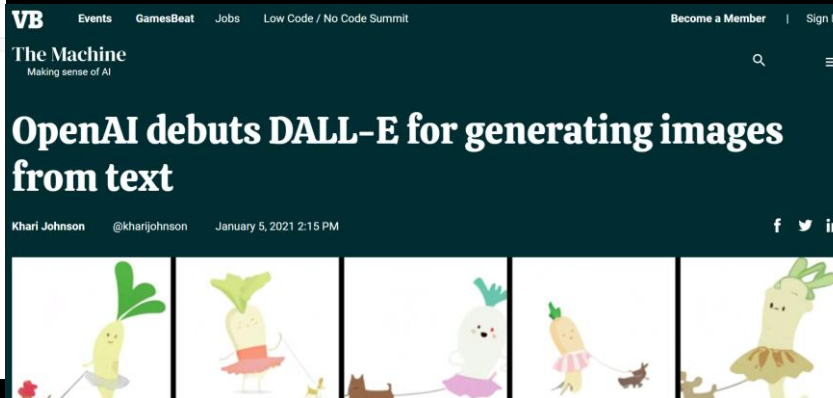 VB Events GamesBeat Jobs Low Code / No Code Summit Become a Member | Sign
The Machine
Making sense of AI
OpenAI debuts DALL-E for generating images
from text
Khari Johnson @kharijohnson January 5, 2021 2:15 PM